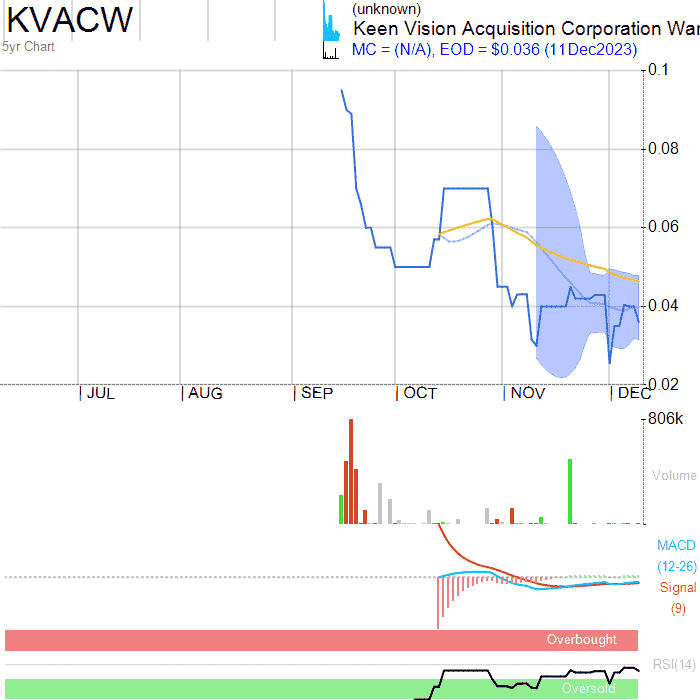 KVACW
5yr Chart
(unknown)
Keen Vision Acquisition Corporation War
MC = (N/A), EOD = $0.036 (11Dec2023)
0.1
0.08
0.06
0.04
0.02
JUL AUG SEP OCT NOV DEC
806k
Volume
MACD
(12-26)
Signal
(9)
Overbought
RSI(14)
Oversold